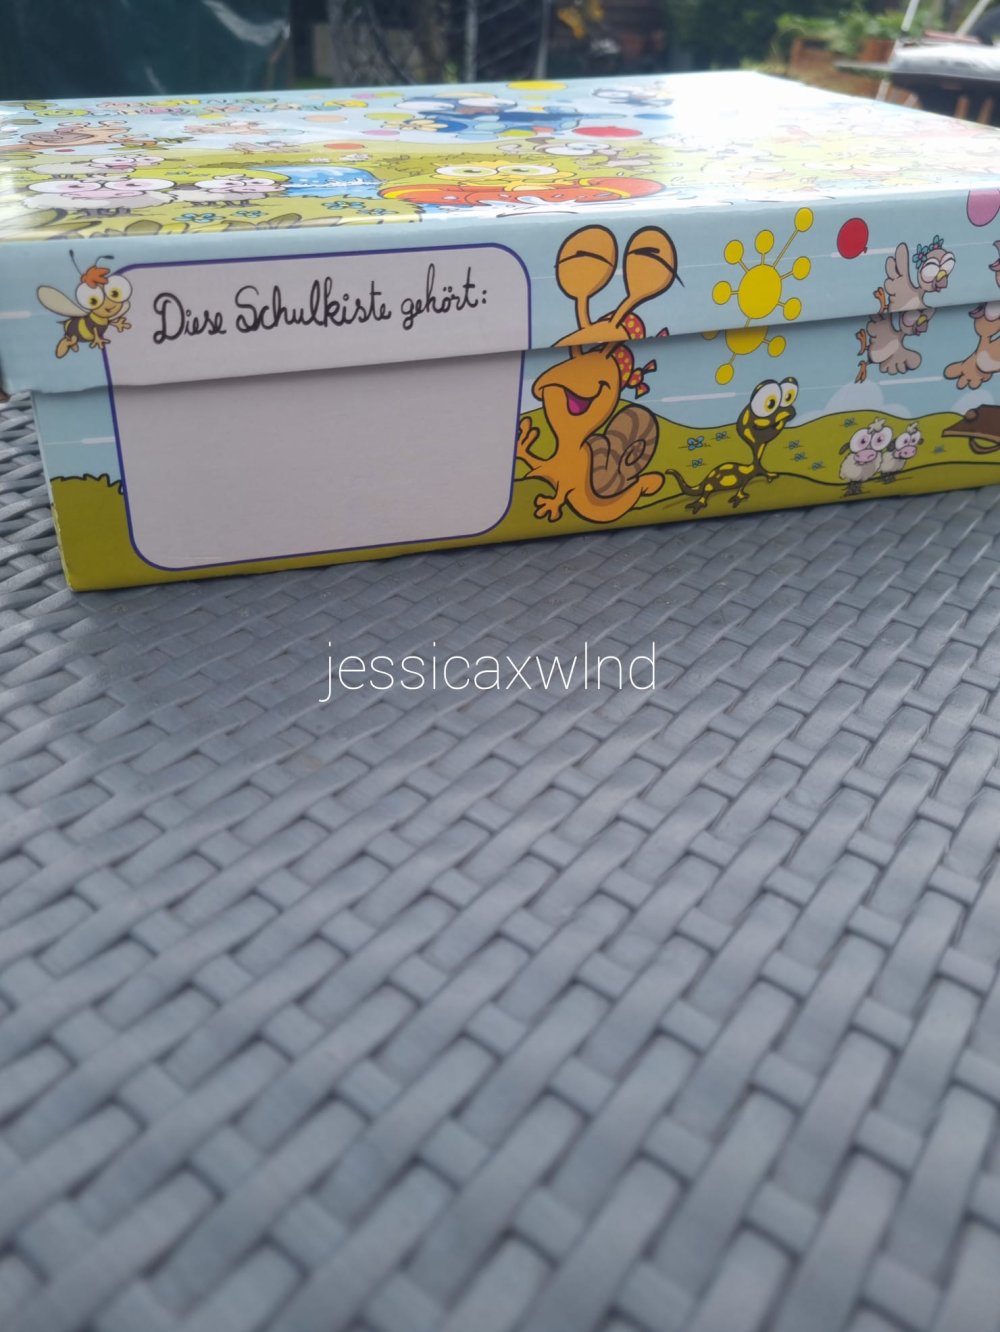 Diese Schulkiste gehört:
jessicaxwlnd